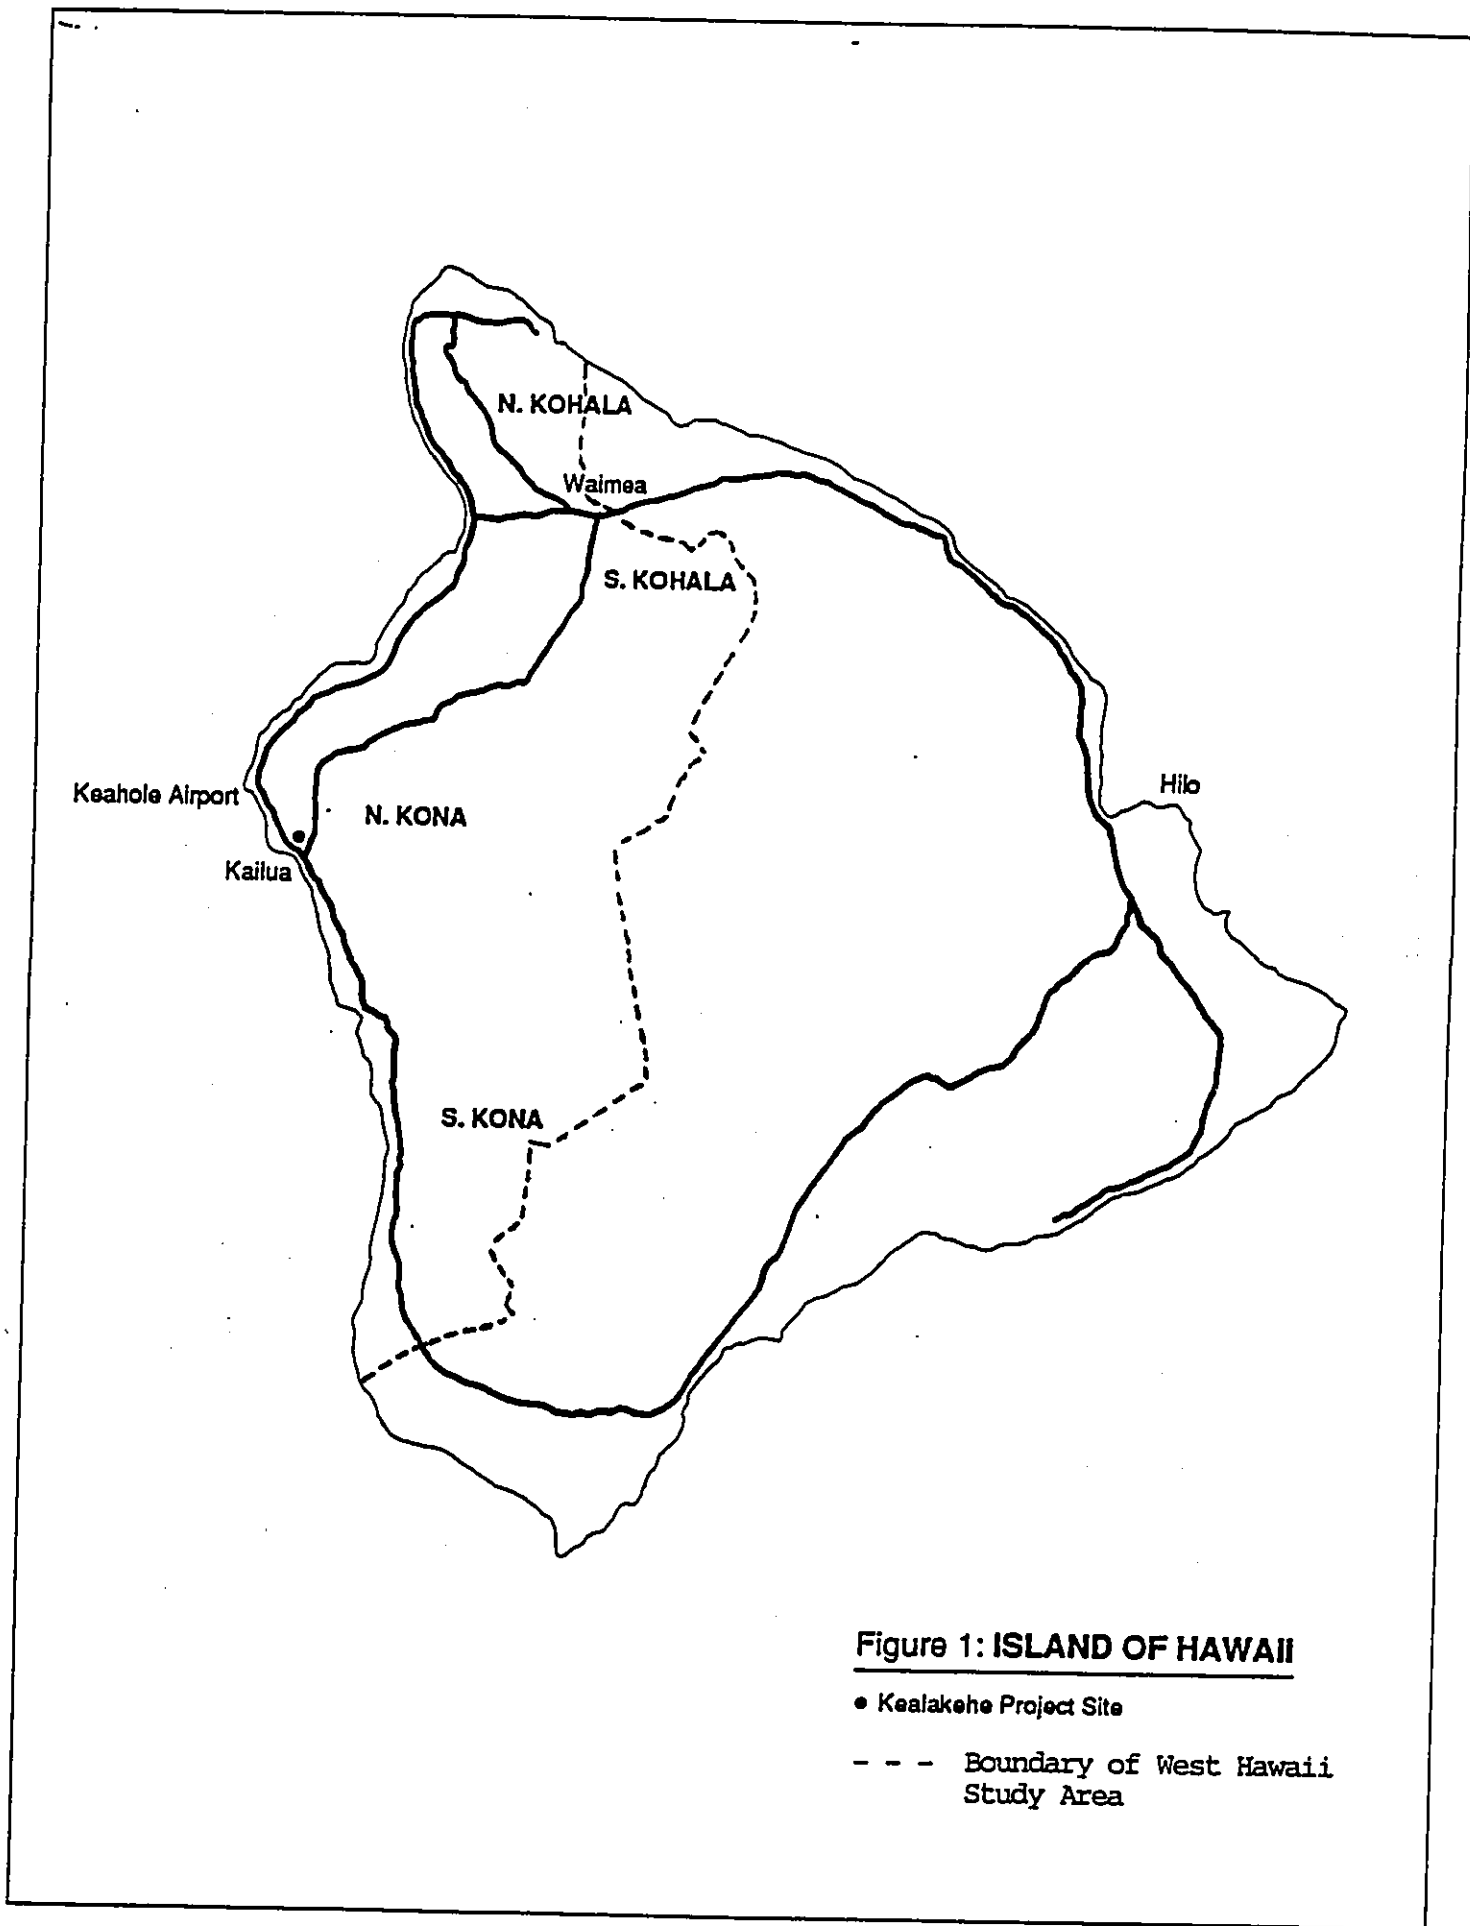 N. KOHALA
Waimea
S. KOHALA
Keahole Airport
Hilo
N. KONA
Kailua
S. KONA
Figure 1: ISLAND OF HAWAII
• Kealakehe Project Site
- - - Boundary of West Hawaii
Study Area